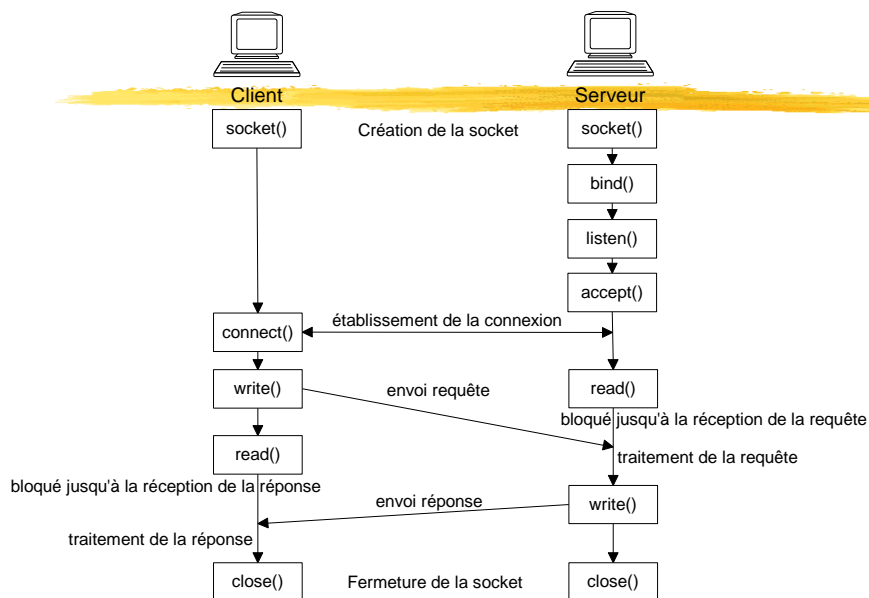 Client
Serveur
socket()
Création de la socket
socket()
bind()
listen()
accept()
établissement de la connexion
connect()
write()
envoi requête
read()
bloqué jusqu'à la réception de la requête
read()
traitement de la requête
bloqué jusqu'à la réception de la réponse
envoi réponse
write()
traitement de la réponse
close()
Fermeture de la socket
close()